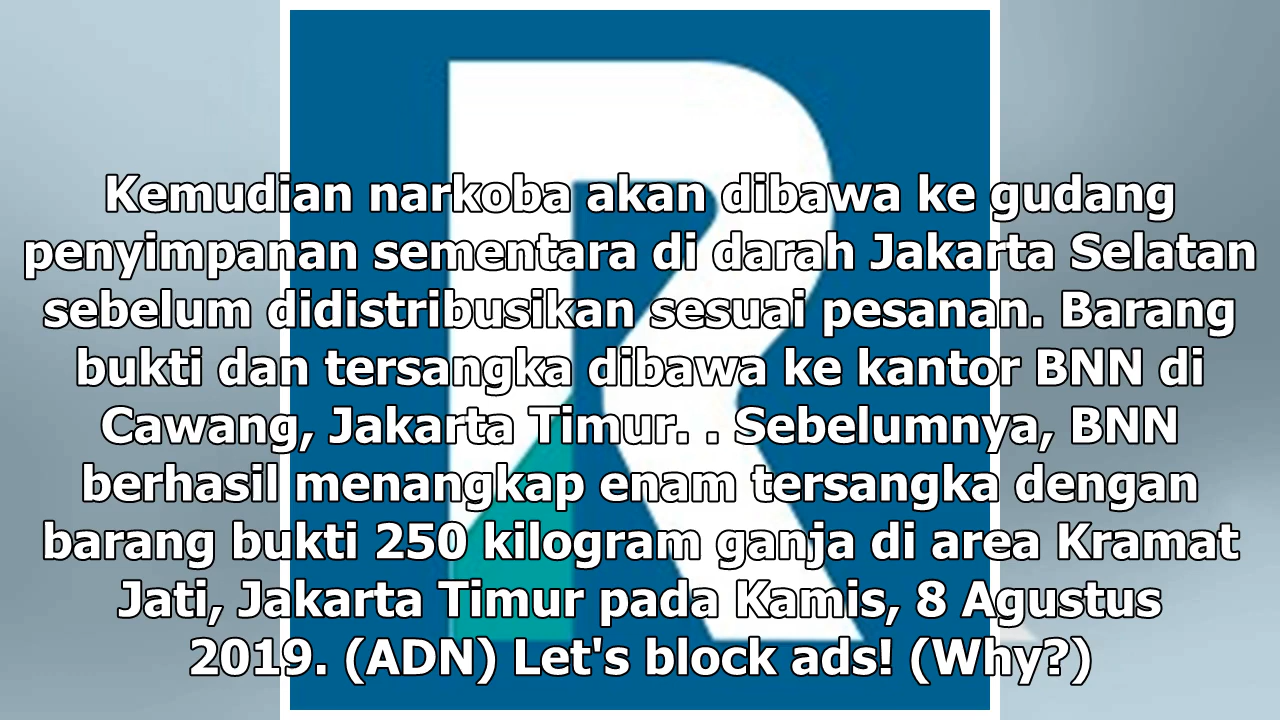 Kemudian narkoba akan dibawa ke gudang
penyimpanan sementara di darah Jakarta Selatan
sebelum didistribusikan sesuai pesanan. Barang
bukti dan tersangka dibawa ke kantor BNN di
Cawang, Jakarta Timur. . Sebelumnya, BNN
berhasil menangkap enam tersangka dengan
barang bukti 250 kilogram ganja di area Kramat
Jati, Jakarta Timur pada Kamis, 8 Agustus
2019. (ADN) Let's block ads! (Why?)